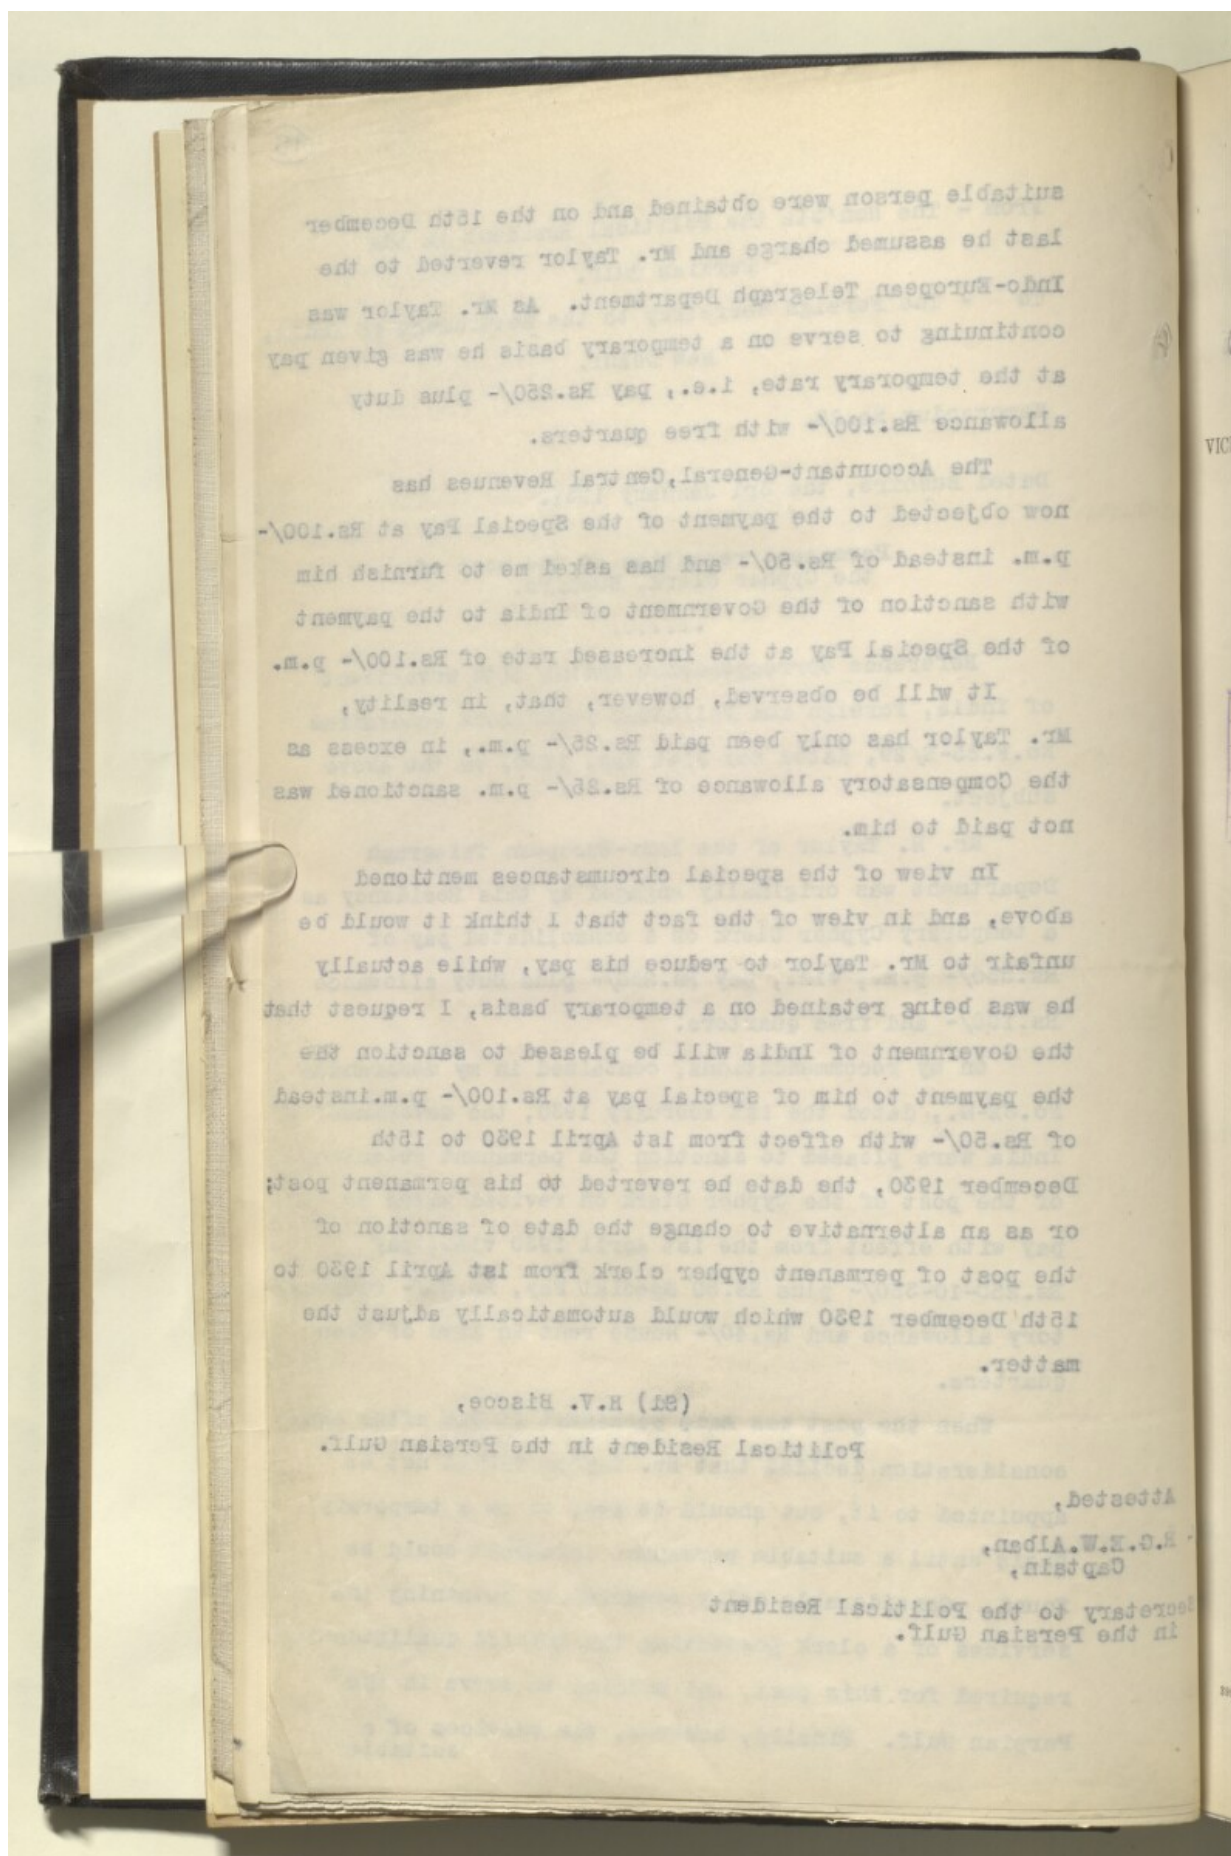 suitable person were obtained and on the 15th December
last he assumed charge and Mr. Taylor reverted to the
Indo-European Telegraph Department. As Mr. Taylor was
continuing to serve on a temporary basis he was given pay
at the temporary rate, i.e., pay Rs.250/- plus duty
allowance Rs.100/- with free quarters.
The Accountant-General,Central Revenues has
now objected to the payment of the Special Pay at Rs.100/-
p.m. instead of Rs.50/- and has asked me to furnish him
with sanction of the Government of India to the payment
of the Special Pay at the increased rate of Rs.100/- p.m.
It will be observed, however, that, in reality,
Mr. Taylor has only been paid Rs.25/- p.m., in excess as
the Compensatory allowance of Rs.25/- p.m. sanctioned was
not paid to him.
In view of the special circumstances mentioned
above, and in view of the fact that I think it would be
unfair to Mr. Taylor to reduce his pay, while actually
he was being retained on a temporary basis, I request that
the Government of India will be pleased to sanction the
the payment to him of special pay at Rs.100/- p.m.instead
of Rs.50/- with effect from 1st April 1930 to 15th
December 1930, the date he reverted to his permanent post;
or as an alternative to change the date of sanction of
the post of permanent cypher clerk from 1st April 1930 to
15th December 1930 which would automatically adjust the
matter.
(Sd) H.V. Biscoe,
Political Resident in the Persian Gulf.
Attested,
R.G.E.W.Alban,
Captain,
Secretary to the Political Resident
in the Persian Gulf.
VIC